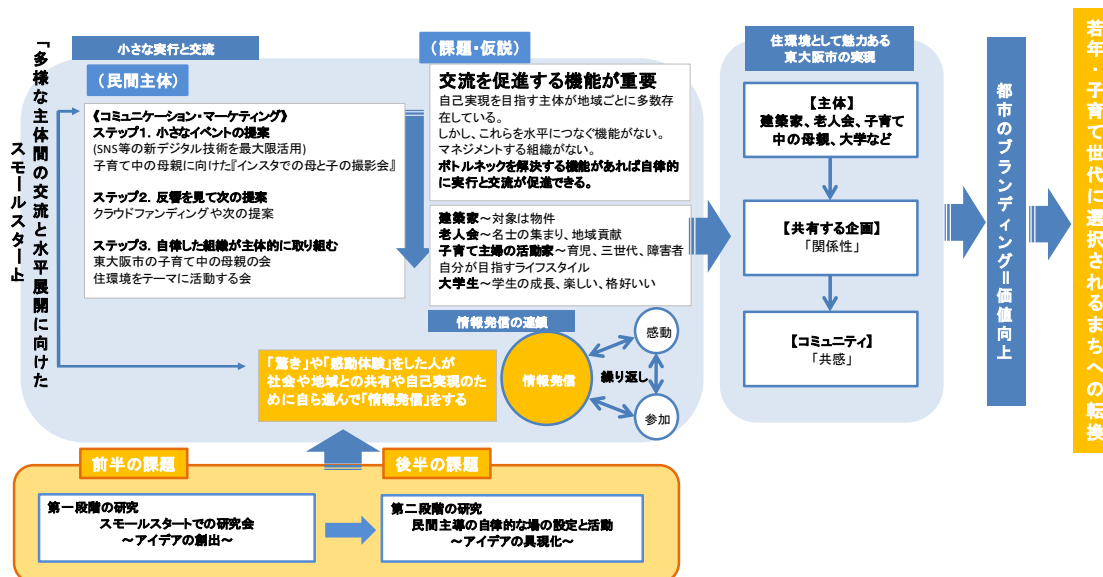 「多様な主体間の交流と水平展開に向けた
スモールスタート」
小さな実行と交流
（民間主体）
《コミュニケーション・マーケティング》
ステップ１．小さなイベントの提案
(SNS等の新デジタル技術を最大限活用)
子育て中の母親に向けた『インスタでの母と子の撮影会』
ステップ２．反響を見て次の提案
クラウドファンディングや次の提案
ステップ３．自律した組織が主体的に取り組む
東大阪市の子育て中の母親の会
住環境をテーマに活動する会
（課題・仮説）
交流を促進する機能が重要
自己実現を目指す主体が地域ごとに多数存
在している。
しかし、これらを水平につなぐ機能がない。
マネジメントする組織がない。
ボトルネックを解決する機能があれば自律的
に実行と交流が促進できる。
建築家～対象は物件
老人会～名士の集まり、地域貢献
子育て主婦の活動家～育児、三世代、障害者
自分が目指すライフスタイル
大学生～学生の成長、楽しい、格好いい
情報発信の連鎖
「驚き」や「感動体験」をした人が
社会や地域との共有や自己実現のた
めに自ら進んで「情報発信」をする
情報発信
感動
繰り返し
参加
住環境として魅力ある
東大阪市の実現
【主体】
建築家、老人会、子育て
中の母親、大学など
【共有する企画】
「関係性」
【コミュニティ】
「共感」
都市のブランディング＝価値向上
若年・子育て世代に選択されるまちへの転換
前半の課題
第一段階の研究
スモールスタートでの研究会
～アイデアの創出～
後半の課題
第二段階の研究
民間主導の自律的な場の設定と活動
～アイデアの具現化～